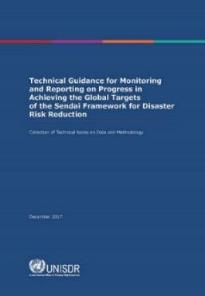 Technical Guidance for Monitoring
and Reporting on Progress in
Achieving the Global Targets
of the Sendai Framework for Disaster
Risk Reduction
Collection of Technical Notes on Data and Methodology
December 2017
UNISDR